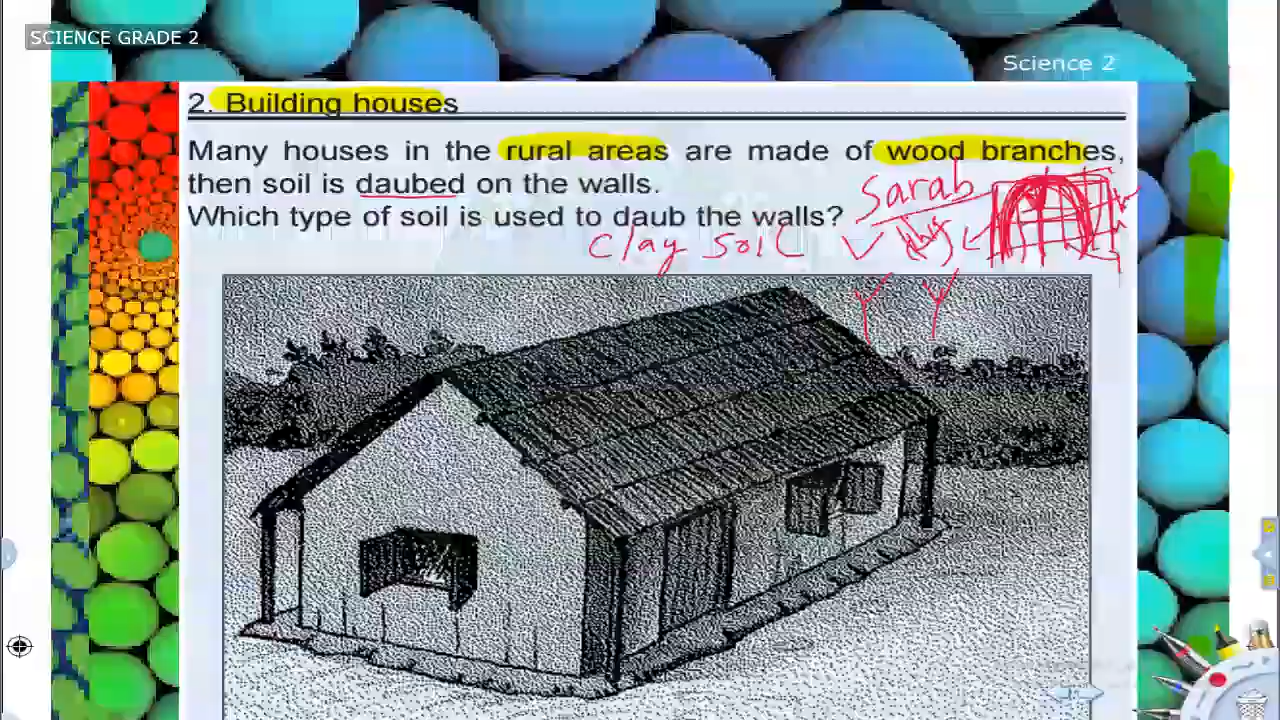 SCIENCE GRADE 2
Science 2
2. Building houses
Many houses in the rural areas are made of wood branches,
then soil is daubed on the walls.
Sarab
Which type of soil is used to daub the walls?
Clay soil
Y Y